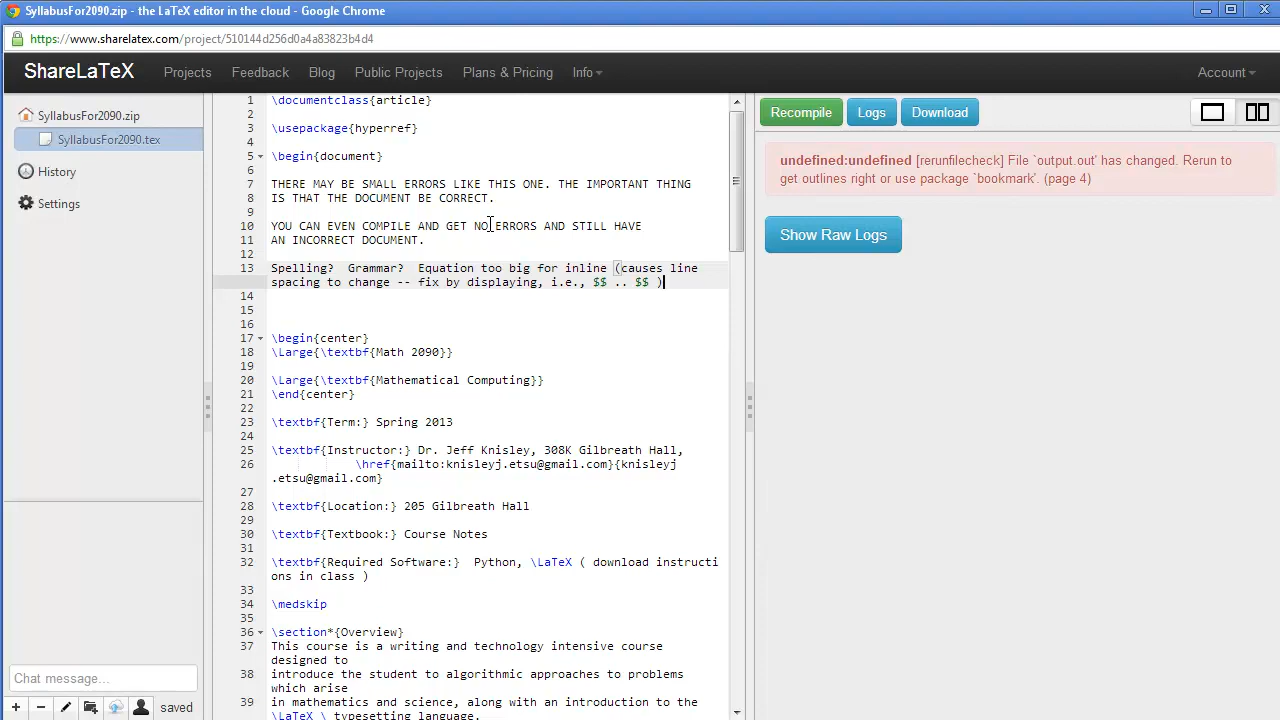 SyllabusFor2090.zip - the LaTeX editor in the cloud - Google Chrome
https://www.sharelatex.com/project/510144d256d0a4a83823b4d4
ShareLaTeX Projects Feedback Blog Public Projects Plans & Pricing Info Account
SyllabusFor2090.zip
SyllabusFor2090.tex
History
Settings
Chat message...
saved
1 \documentclass{article}
2
3 \usepackage{hyperref}
4
5 \begin{document}
6
7 THERE MAY BE SMALL ERRORS LIKE THIS ONE. THE IMPORTANT THING
8 IS THAT THE DOCUMENT BE CORRECT.
9
10 YOU CAN EVEN COMPILE AND GET NO ERRORS AND STILL HAVE
11 AN INCORRECT DOCUMENT.
12
13 Spelling?  Grammar?  Equation too big for inline (causes line
spacing to change -- fix by displaying, i.e., $$ .. $$ )
14
15
16
17 \begin{center}
18 \Large{\textbf{Math 2090}}
19
20 \Large{\textbf{Mathematical Computing}}
21 \end{center}
22
23 \textbf{Term:} Spring 2013
24
25 \textbf{Instructor:} Dr. Jeff Knisley, 308K Gilbreath Hall,
26 \href{mailto:knisleyj.etsu@gmail.com}{knisleyj
.etsu@gmail.com}
27
28 \textbf{Location:} 205 Gilbreath Hall
29
30 \textbf{Textbook:} Course Notes
31
32 \textbf{Required Software:}  Python, \LaTeX ( download instructi
ons in class )
33
34 \medskip
35
36 \section*{Overview}
37 This course is a writing and technology intensive course
designed to
38 introduce the student to algorithmic approaches to problems
which arise
39 in mathematics and science, along with an introduction to the
\LaTeX \ typesetting language.
Recompile Logs Download
undefined:undefined [rerunfilecheck] File `output.out' has changed. Rerun to
get outlines right or use package `bookmark'. (page 4)
Show Raw Logs